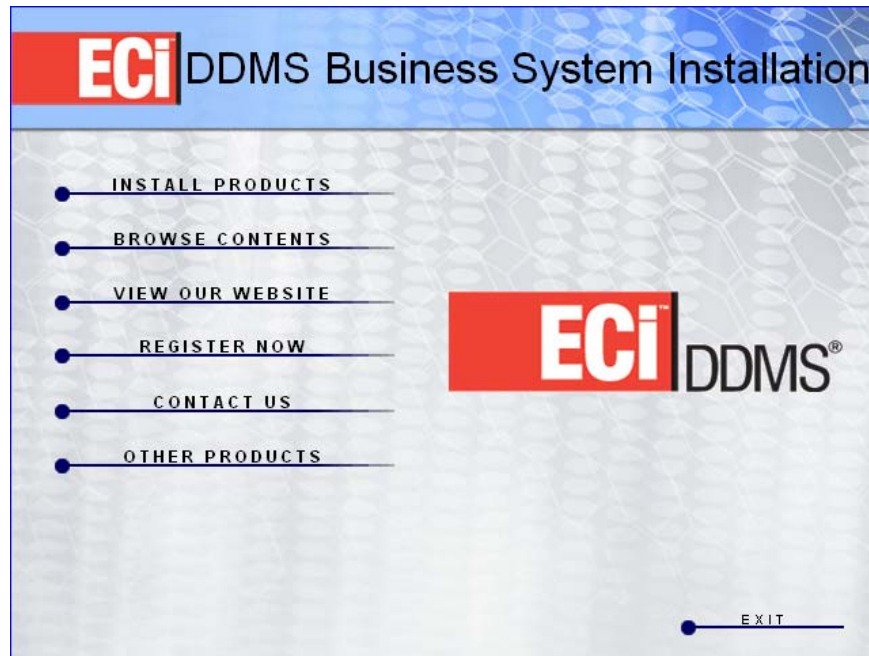 ECi DDMS Business System Installation
INSTALL PRODUCTS
BROWSE CONTENTS
VIEW OUR WEBSITE
REGISTER NOW
CONTACT US
OTHER PRODUCTS
ECi™ DDMS®
EXIT